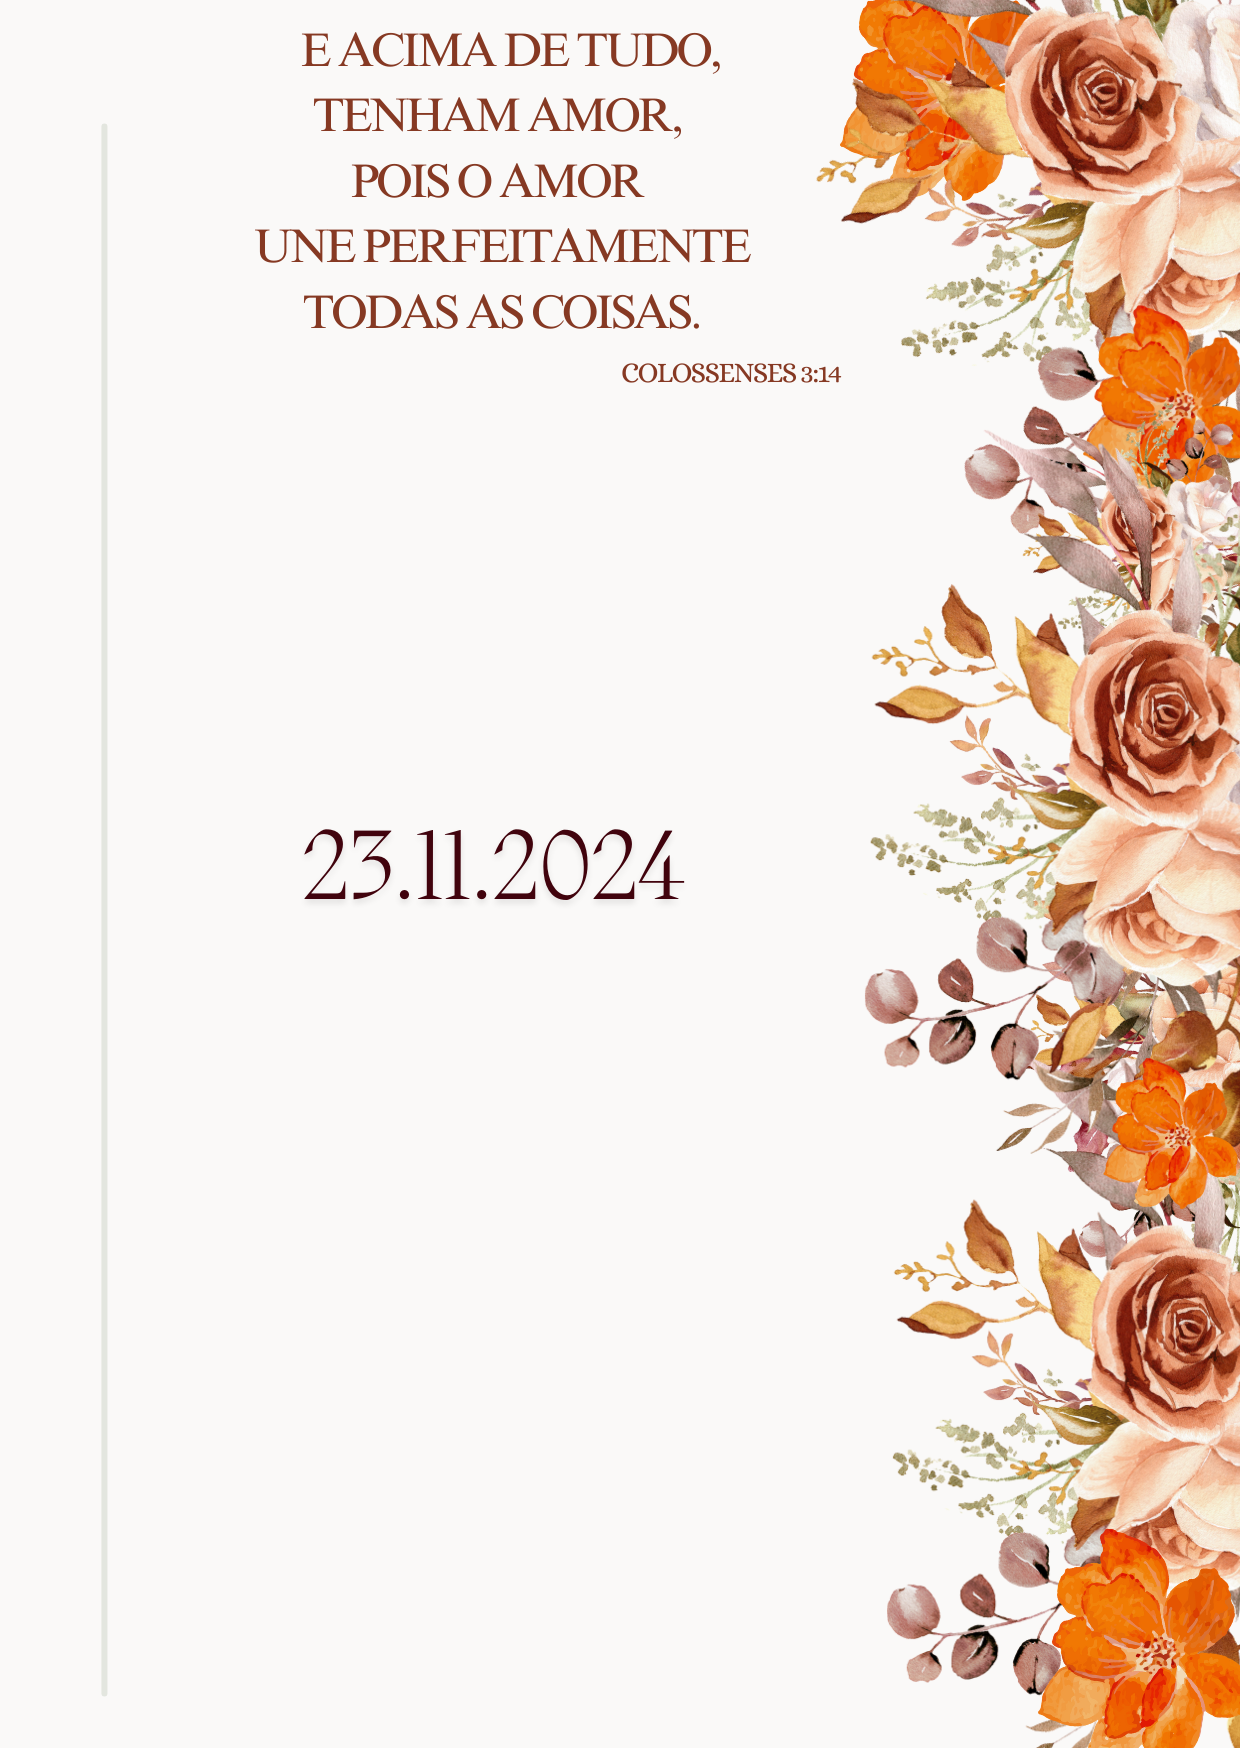 E ACIMA DE TUDO,
TENHAM AMOR,
POIS O AMOR
UNE PERFEITAMENTE
TODAS AS COISAS.
COLOSSENSES 3:14
23.11.2024